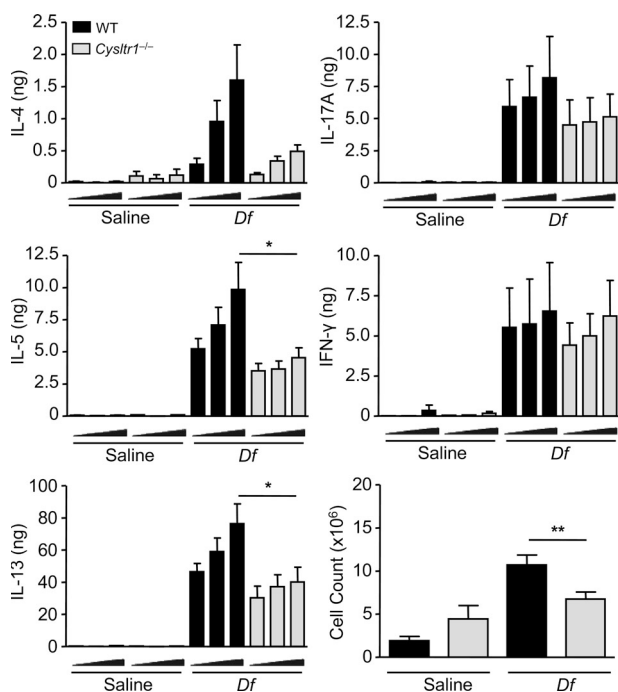 WT
Cysltr1–/–
IL-4 (ng)
2.5
2.0
1.5
1.0
0.5
0
Saline
Df
IL-17A (ng)
12.5
10.0
7.5
5.0
2.5
0.0
Saline
Df
IL-5 (ng)
12.5
10.0
7.5
5.0
2.5
0.0
*
Saline
Df
IFN-γ (ng)
10.0
7.5
5.0
2.5
0.0
Saline
Df
IL-13 (ng)
100
80
60
40
20
0
*
Saline
Df
Cell Count (x10⁶)
20
15
10
5
0
**
Saline
Df